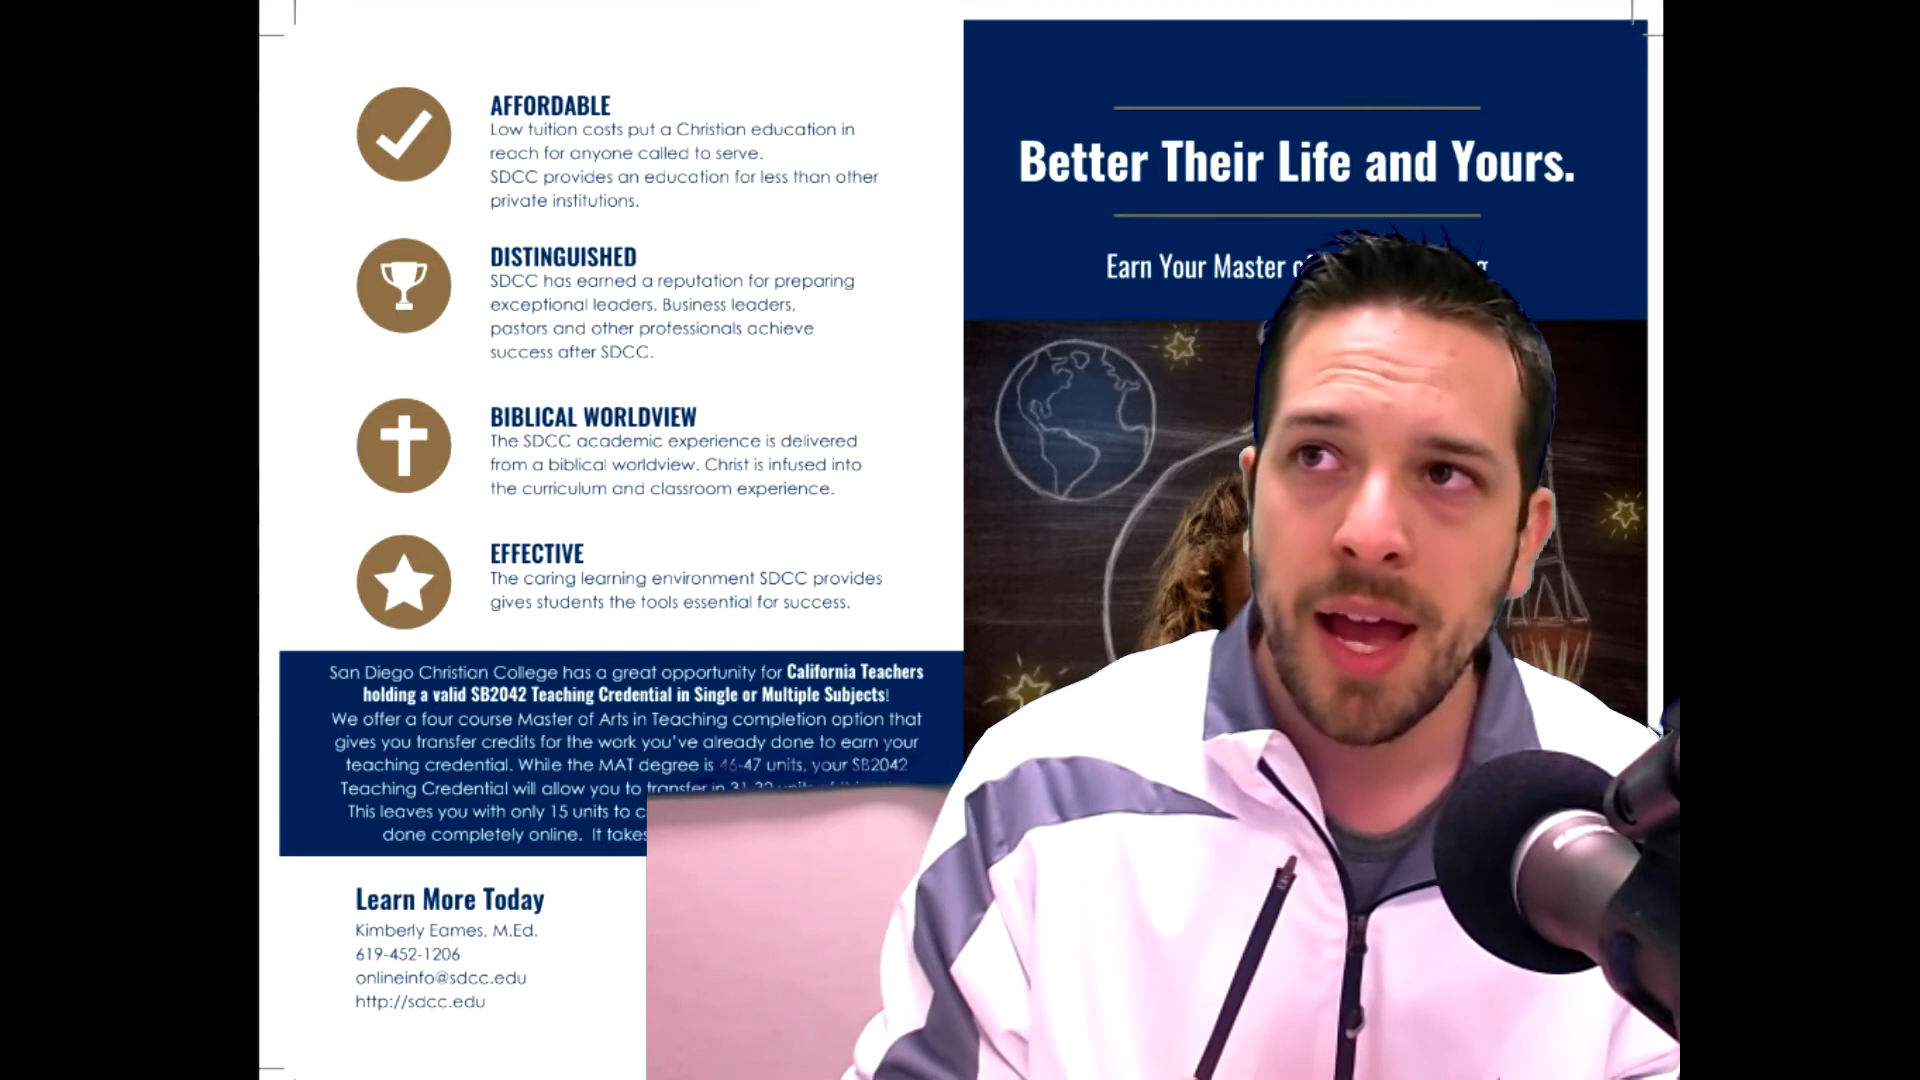 AFFORDABLE
Low tuition costs put a Christian education in
reach for anyone called to serve.
SDCC provides an education for less than other
private institutions.
DISTINGUISHED
SDCC has earned a reputation for preparing
exceptional leaders. Business leaders,
pastors and other professionals achieve
success after SDCC.
BIBLICAL WORLDVIEW
The SDCC academic experience is delivered
from a biblical worldview. Christ is infused into
the curriculum and classroom experience.
EFFECTIVE
The caring learning environment SDCC provides
gives students the tools essential for success.
San Diego Christian College has a great opportunity for California Teachers
holding a valid SB2042 Teaching Credential in Single or Multiple Subjects!
We offer a four course Master of Arts in Teaching completion option that
gives you transfer credits for the work you've already done to earn your
teaching credential. While the MAT degree is 46-47 units, your SB2042
Teaching Credential will allow you to transfer in 31-32 units
This leaves you with only 15 units to
done completely online. It takes
Learn More Today
Kimberly Eames, M.Ed.
619-452-1206
onlineinfo@sdcc.edu
http://sdcc.edu
Better Their Life and Yours.
Earn Your Master